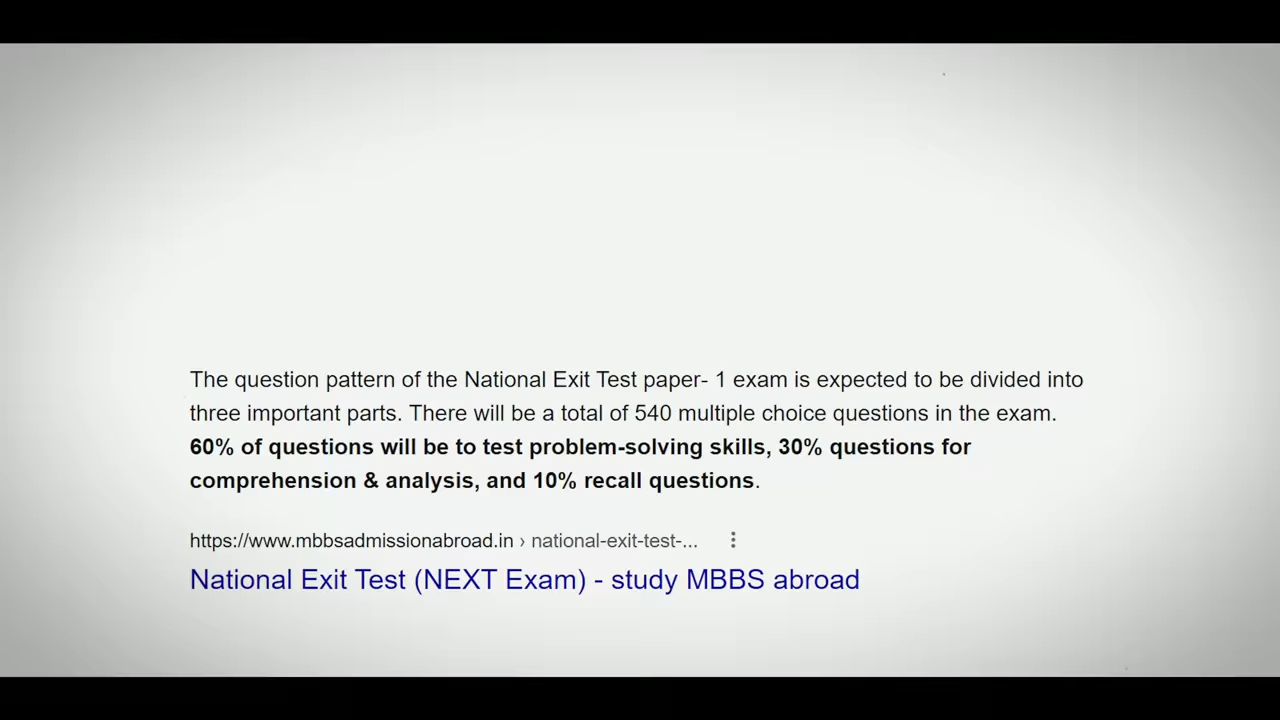 The question pattern of the National Exit Test paper- 1 exam is expected to be divided into
three important parts. There will be a total of 540 multiple choice questions in the exam.
60% of questions will be to test problem-solving skills, 30% questions for
comprehension & analysis, and 10% recall questions.
https://www.mbbsadmissionabroad.in › national-exit-test-...
National Exit Test (NEXT Exam) - study MBBS abroad